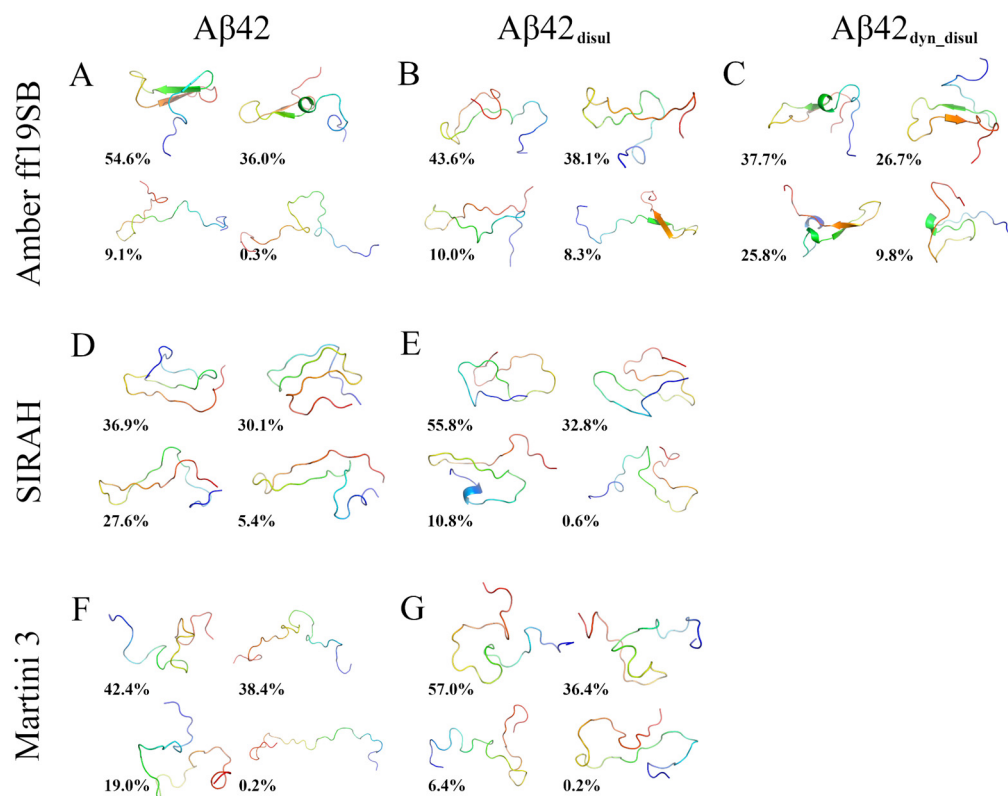 Aβ42
Aβ42disul
Aβ42dyn_disul
Amber ff19SB
A
54.6%
36.0%
9.1%
0.3%
B
43.6%
38.1%
10.0%
8.3%
C
37.7%
26.7%
25.8%
9.8%
SIRAH
D
36.9%
30.1%
27.6%
5.4%
E
55.8%
32.8%
10.8%
0.6%
Martini 3
F
42.4%
38.4%
19.0%
0.2%
G
57.0%
36.4%
6.4%
0.2%